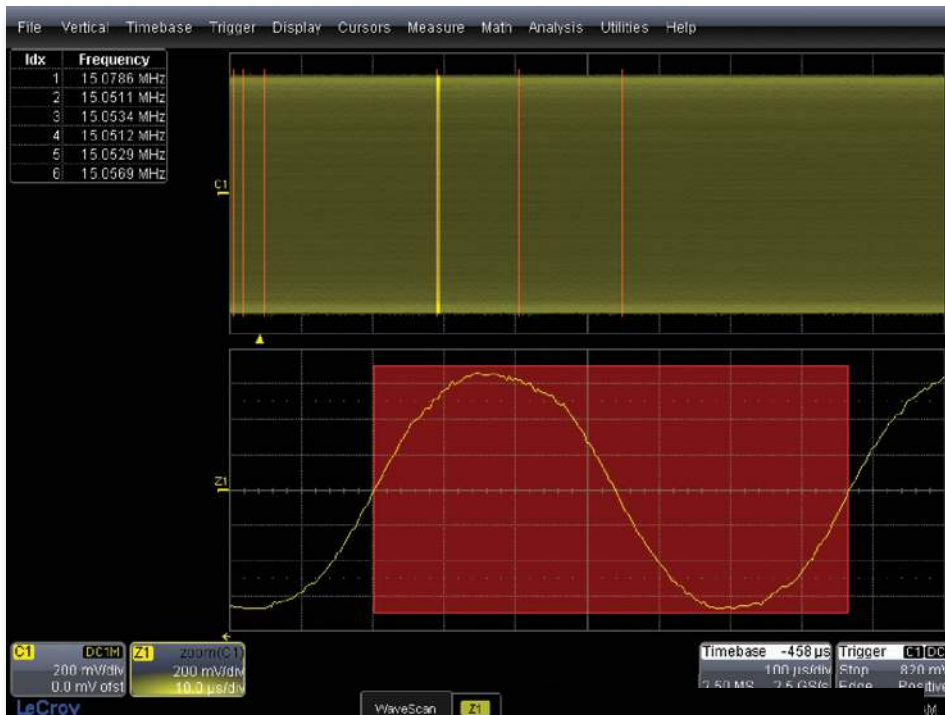 File Vertical Timebase Trigger Display Cursors Measure Math Analysis Utilities Help
Idx Frequency
1 15.0786 MHz
2 15.0511 MHz
3 15.0534 MHz
4 15.0512 MHz
5 15.0529 MHz
6 15.0569 MHz
C1
Z1
C1 DC1M
200 mV/div
0.0 mV ofst
Z1 zoom(C1)
200 mV/div
10.0 µs/div
Timebase -458 µs
100 µs/div
2.50 MS 2.5 GS/s
Trigger C1 DC
Stop 820 mV
Edge Positive
LeCroy
WaveScan Z1